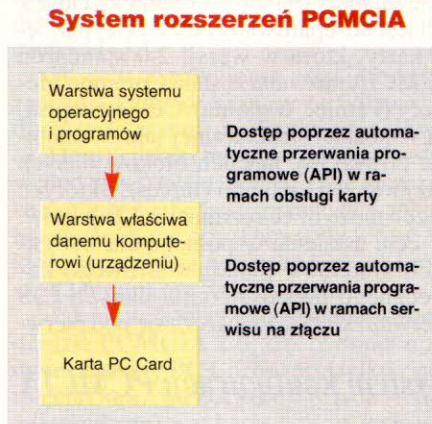 System rozszerzeń PCMCIA
Warstwa systemu
operacyjnego
i programów
Dostęp poprzez automa-
tyczne przerwania pro-
gramowe (API) w ra-
mach obsługi karty
Warstwa właściwa
danemu kompute-
rowi (urządzeniu)
Dostęp poprzez automa-
tyczne przerwania progra-
mowe (API) w ramach ser-
wisu na złączu
Karta PC Card